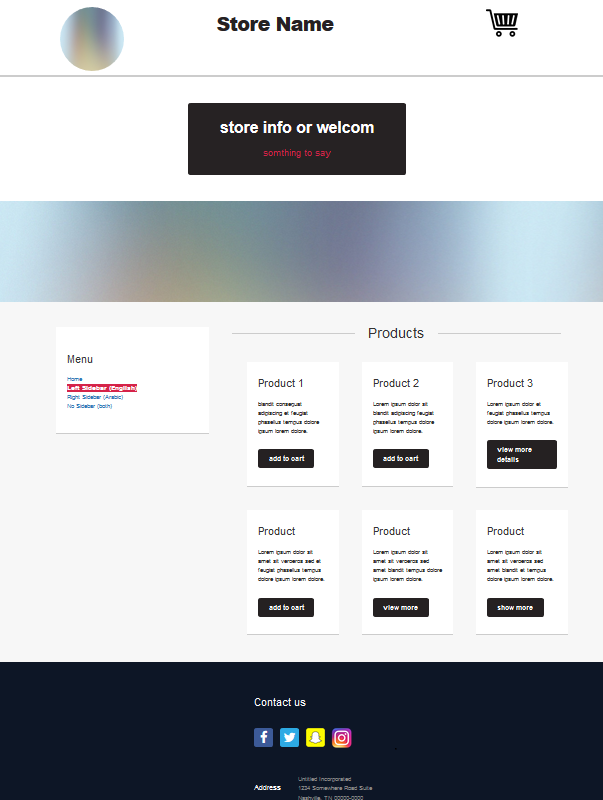 Store Name
store info or welcom
somthing to say
Products
Menu
Home
Left Sidebar (English)
Right Sidebar (Arabic)
No Sidebar (both)
Product 1
blandit consequat
adipiscing et feugiat
phasellus tempus dolore
ipsum lorem dolore.
add to cart
Product 2
Lorem ipsum dolor sit
adipiscing et feugiat
phasellus tempus dolore
ipsum lorem dolore.
add to cart
Product 3
Lorem ipsum dolor sit
feugiat phasellus tempus
dolore ipsum lorem dolore.
view more
details
Product
Lorem ipsum dolor sit
amet sit verceros sed et
feugiat phasellus tempus
dolore ipsum lorem dolore.
add to cart
Product
Lorem ipsum dolor sit
amet sit verceros sed
amet blandit et dolore
dolore ipsum lorem dolore.
view more
Product
Lorem ipsum dolor sit
amet sit verceros sed
amet blandit tempus
dolore ipsum lorem dolore.
show more
Contact us
Address
Untitled Incorporated
1234 Somewhere Road Suite
Nashville, TN 00000-0000